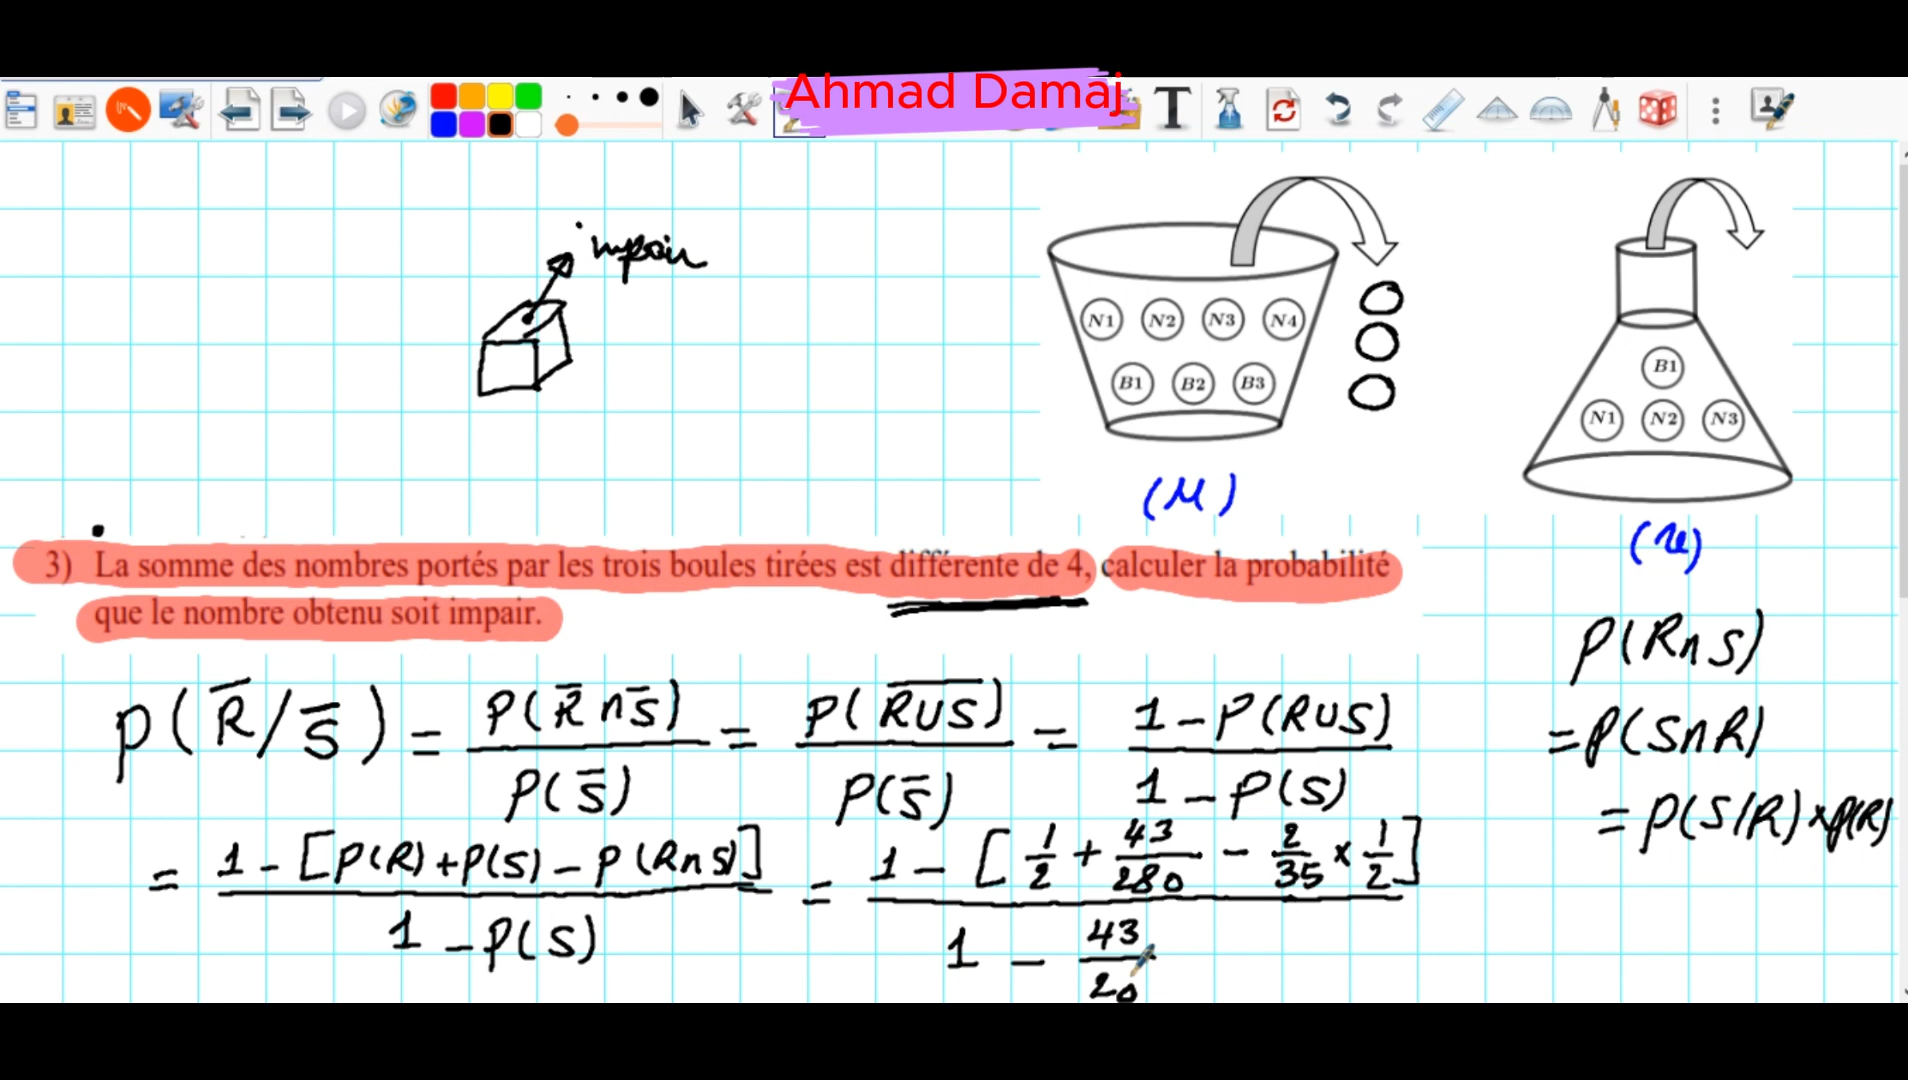 Ahmad Damaj
T
impair
N1 N2 N3 N4
B1 B2 B3
B1
N1 N2 N3
(M)
3) La somme des nombres portés par les trois boules tirées est différente de 4, calculer la probabilité
que le nombre obtenu soit impair.
P(R∩S)
= P(S∩R)
= P(S/R) × P(R)
P(R̅/S̅) = P(R̅∩S̅) / P(S̅) = P(R̅∪̅S̅) / P(S̅) = 1 - P(R∪S) / 1 - P(S)
= 1 - [P(R) + P(S) - P(R∩S)] / 1 - P(S) = 1 - [1/2 + 43/280 - 2/35 × 1/2] / 1 - 43/20